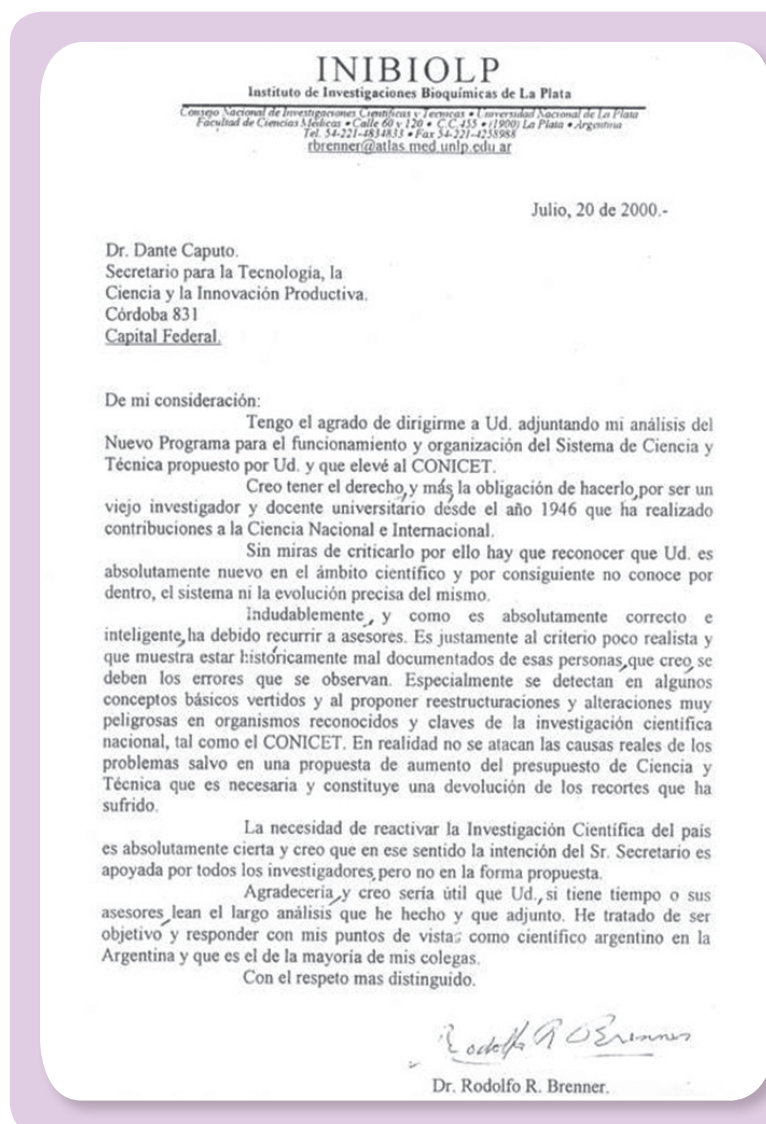 INIBIOLP
Instituto de Investigaciones Bioquímicas de La Plata
Consejo Nacional de Investigaciones Científicas y Técnicas • Universidad Nacional de La Plata
Facultad de Ciencias Médicas • Calle 60 y 120 • C.C. 455 • (1900) La Plata • Argentina
Tel. 54-221-4834833 • Fax 54-221-4258988
rbrenner@atlas.med.unlp.edu ar
Julio, 20 de 2000.-
Dr. Dante Caputo.
Secretario para la Tecnología, la
Ciencia y la Innovación Productiva.
Córdoba 831
Capital Federal.
De mi consideración:
Tengo el agrado de dirigirme a Ud. adjuntando mi análisis del
Nuevo Programa para el funcionamiento y organización del Sistema de Ciencia y
Técnica propuesto por Ud. y que elevé al CONICET.
Creo tener el derecho, y más la obligación de hacerlo, por ser un
viejo investigador y docente universitario desde el año 1946 que ha realizado
contribuciones a la Ciencia Nacional e Internacional.
Sin miras de criticarlo por ello hay que reconocer que Ud. es
absolutamente nuevo en el ámbito científico y por consiguiente no conoce por
dentro, el sistema ni la evolución precisa del mismo.
Indudablemente, y como es absolutamente correcto e
inteligente, ha debido recurrir a asesores. Es justamente al criterio poco realista y
que muestra estar históricamente mal documentados de esas personas, que creo, se
deben los errores que se observan. Especialmente se detectan en algunos
conceptos básicos vertidos y al proponer reestructuraciones y alteraciones muy
peligrosas en organismos reconocidos y claves de la investigación científica
nacional, tal como el CONICET. En realidad no se atacan las causas reales de los
problemas salvo en una propuesta de aumento del presupuesto de Ciencia y
Técnica que es necesaria y constituye una devolución de los recortes que ha
sufrido.
La necesidad de reactivar la Investigación Científica del país
es absolutamente cierta y creo que en ese sentido la intención del Sr. Secretario es
apoyada por todos los investigadores, pero no en la forma propuesta.
Agradecería, y creo sería útil que Ud., si tiene tiempo o sus
asesores, lean el largo análisis que he hecho y que adjunto. He tratado de ser
objetivo y responder con mis puntos de vista; como científico argentino en la
Argentina y que es el de la mayoría de mis colegas.
Con el respeto mas distinguido.
Rodolfo R Brenner
Dr. Rodolfo R. Brenner.